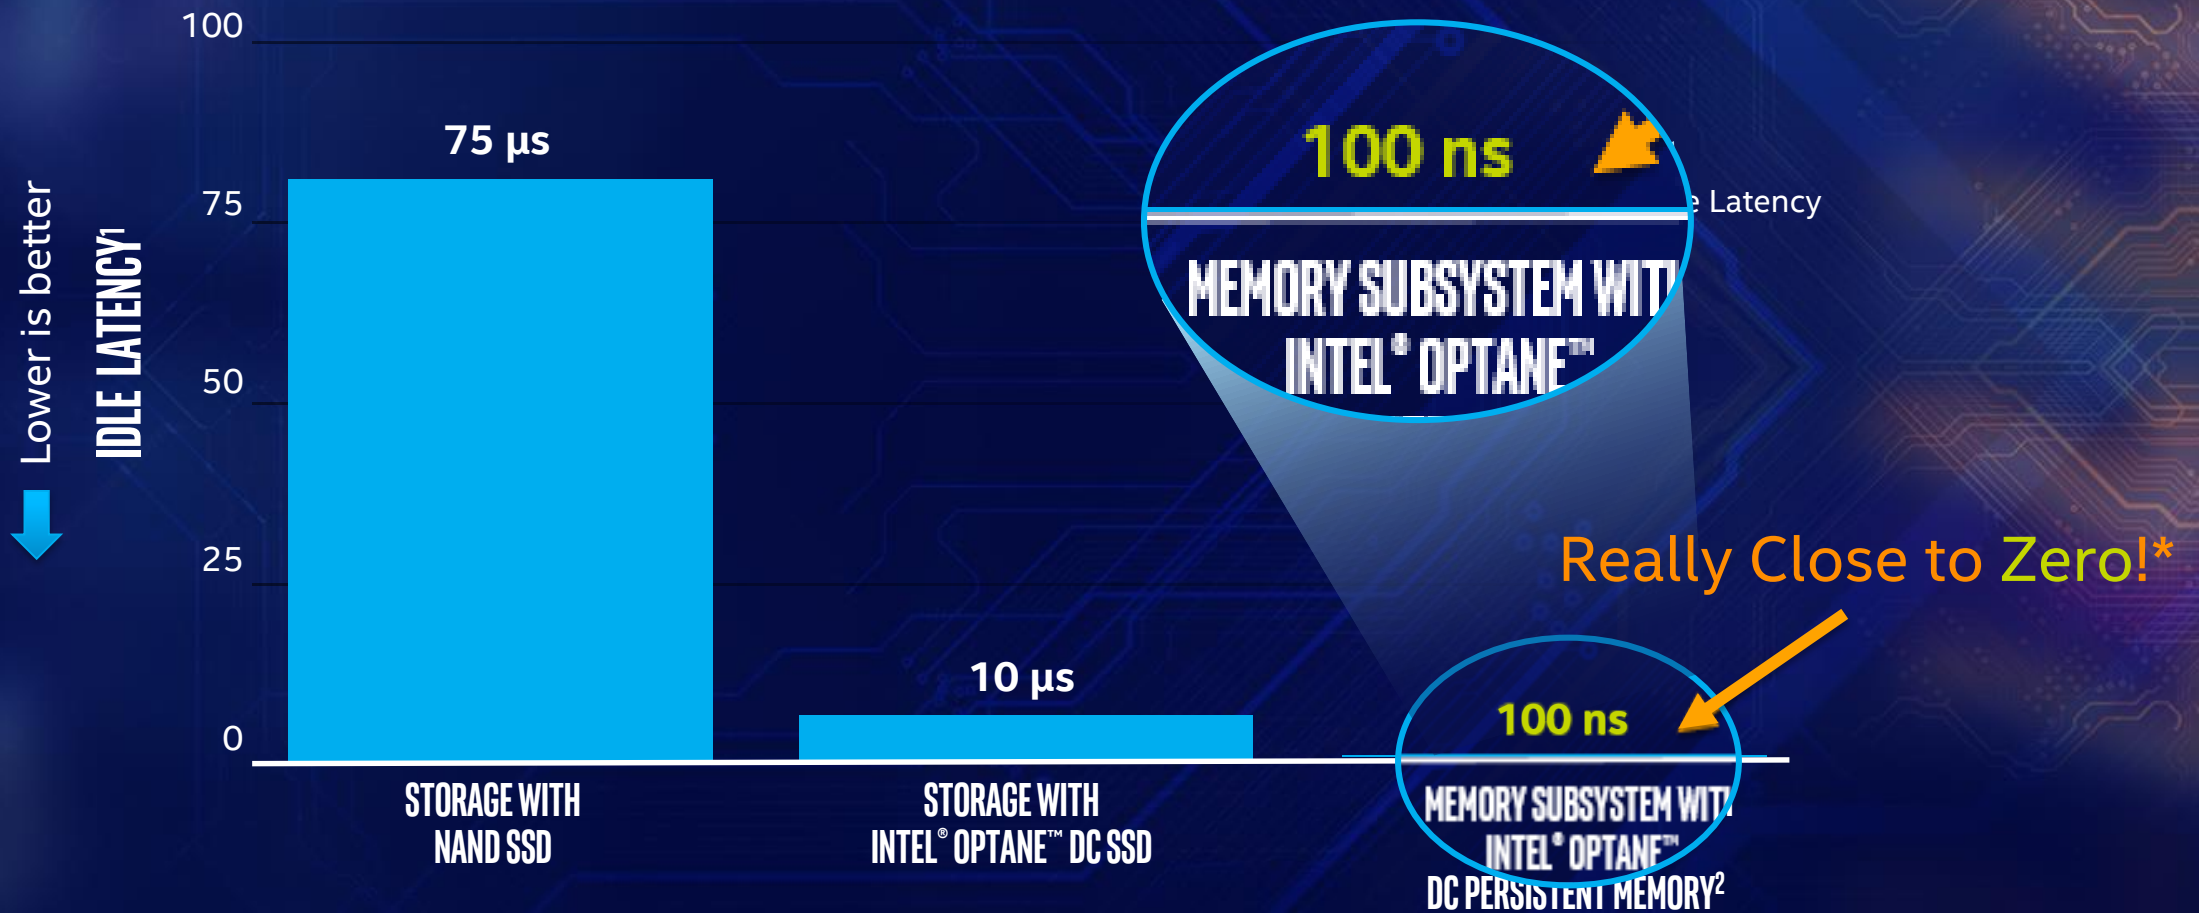 Lower is better
IDLE LATENCY¹
100
75
50
25
0
75 µs
10 µs
100 ns
e Latency
MEMORY SUBSYSTEM WITH
INTEL® OPTANE™
Really Close to Zero!*
100 ns
STORAGE WITH
NAND SSD
STORAGE WITH
INTEL® OPTANE™ DC SSD
MEMORY SUBSYSTEM WITH
INTEL® OPTANE™
DC PERSISTENT MEMORY²